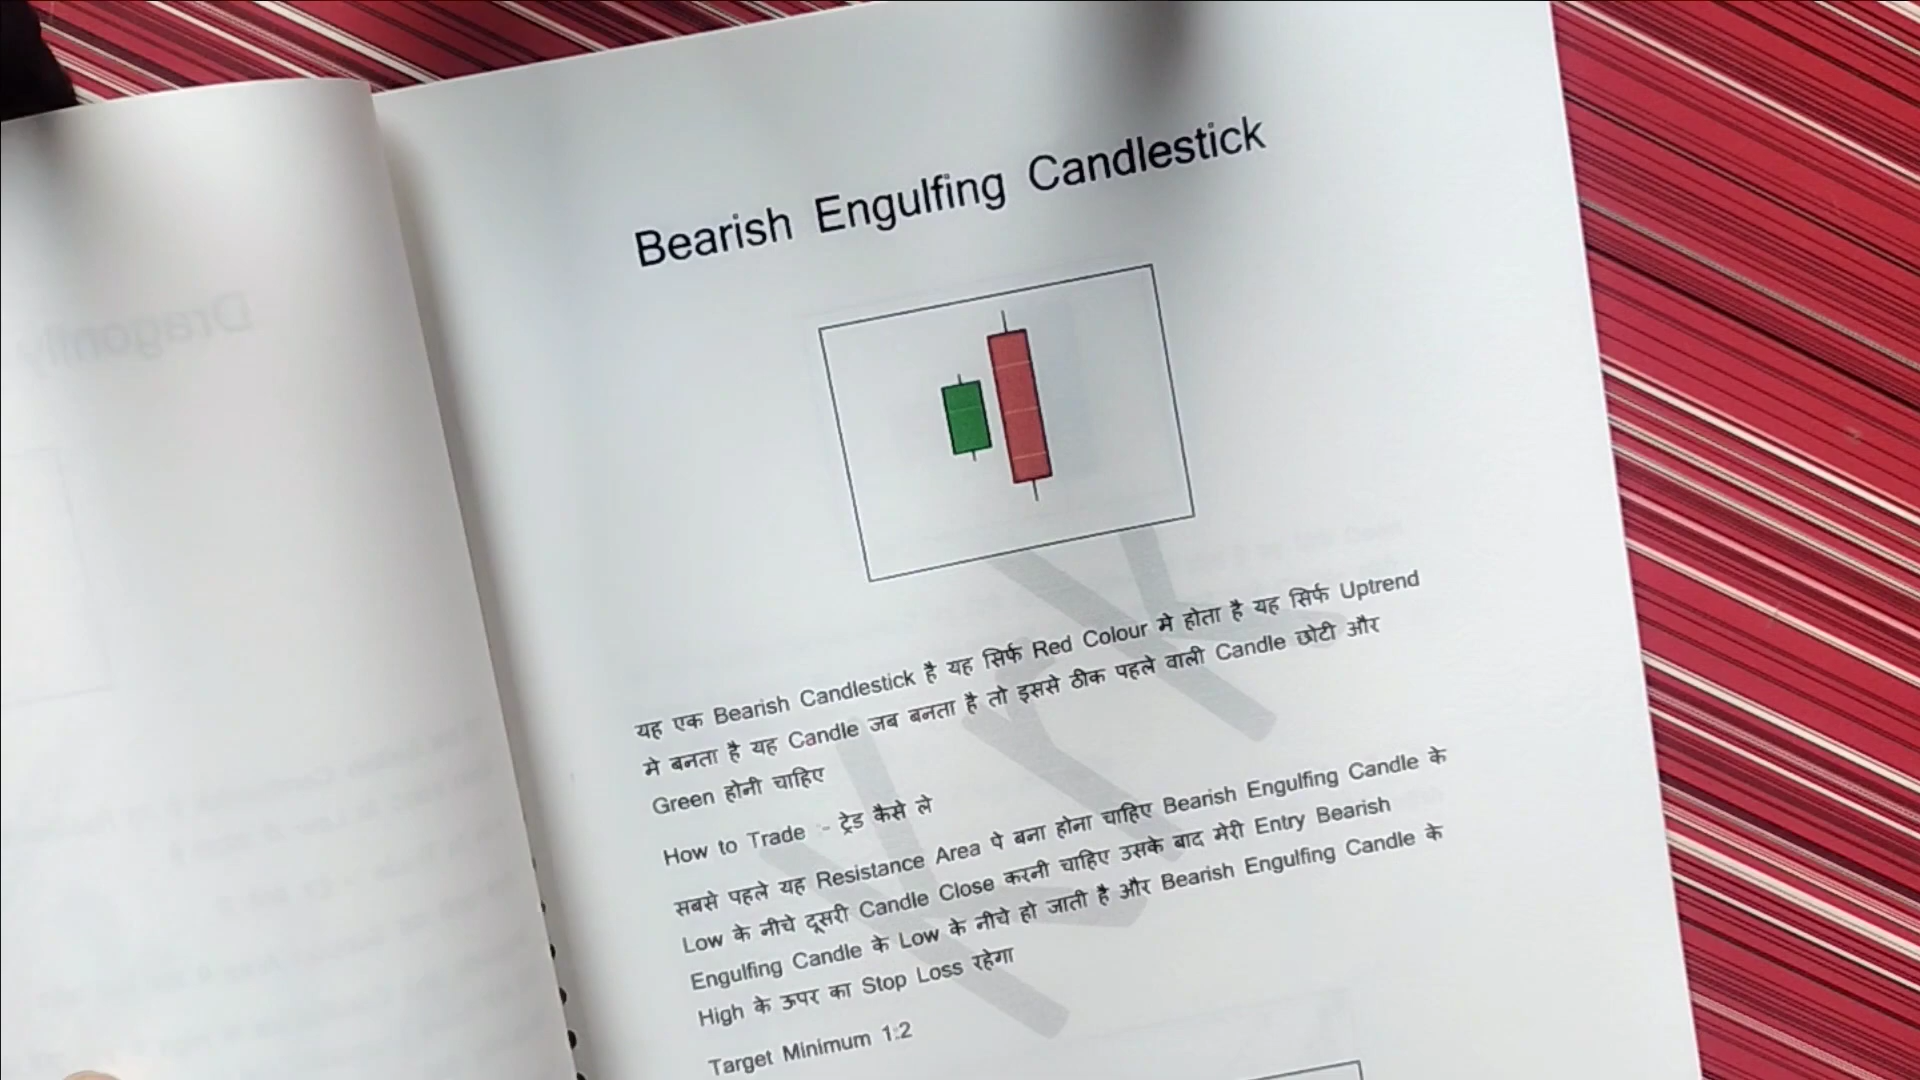 Bearish Engulfing Candlestick
यह एक Bearish Candlestick है यह सिर्फ Red Colour मे होता है यह सिर्फ Uptrend
मे बनता है यह Candle जब बनता है तो इससे ठीक पहले वाली Candle छोटी और
Green होनी चाहिए
How to Trade :- ट्रेड कैसे ले
सबसे पहले यह Resistance Area पे बना होना चाहिए Bearish Engulfing Candle के
Low के नीचे दूसरी Candle Close करनी चाहिए उसके बाद मेरी Entry Bearish
Engulfing Candle के Low के नीचे हो जाती है और Bearish Engulfing Candle के
High के ऊपर का Stop Loss रहेगा
Target Minimum 1:2